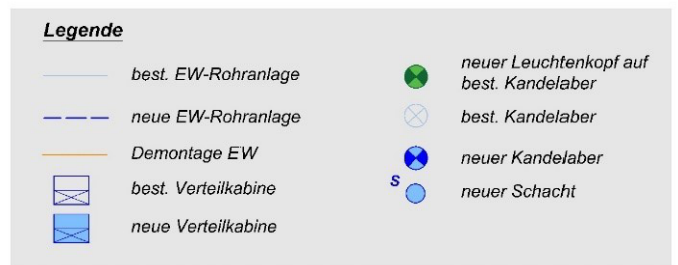 Legende
best. EW-Rohranlage
neue EW-Rohranlage
Demontage EW
best. Verteilkabine
neue Verteilkabine
neuer Leuchtenkopf auf
best. Kandelaber
best. Kandelaber
neuer Kandelaber
S
neuer Schacht